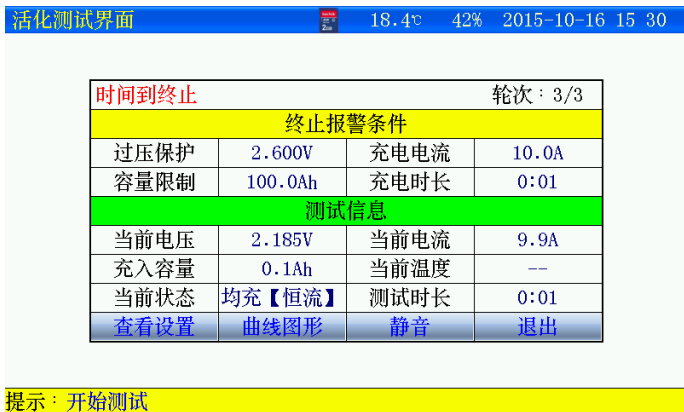 活化测试界面 18.4℃ 42% 2015-10-16 15 30
时间到终止 轮次：3/3
终止报警条件
过压保护 2.600V 充电电流 10.0A
容量限制 100.0Ah 充电时长 0:01
测试信息
当前电压 2.185V 当前电流 9.9A
充入容量 0.1Ah 当前温度 --
当前状态 均充【恒流】 测试时长 0:01
查看设置 曲线图形 静音 退出
提示：开始测试